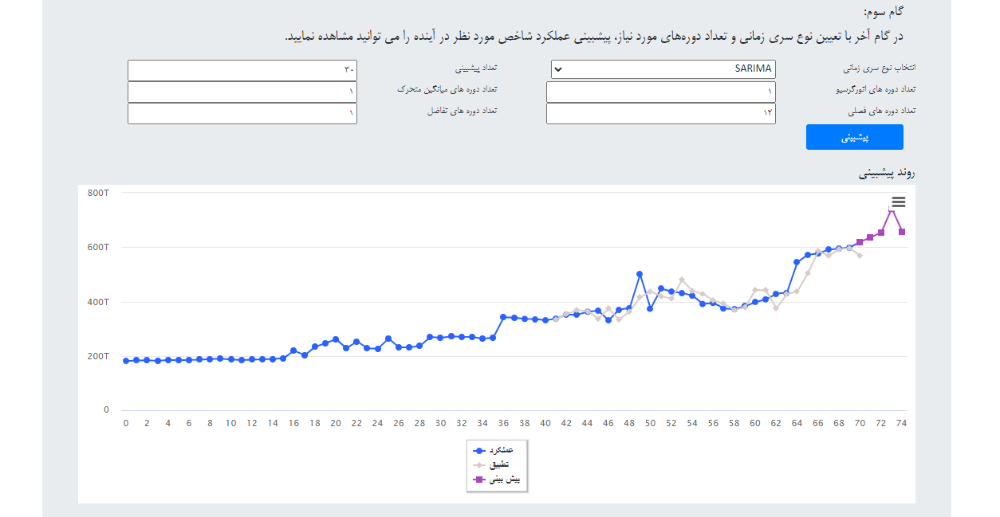 گام سوم:
در گام آخر با تعیین نوع سری زمانی و تعداد دوره‌های مورد نیاز، پیشبینی عملکرد شاخص مورد نظر در آینده را می توانید مشاهده نمایید.
انتخاب نوع سری زمانی SARIMA تعداد پیشبینی ۳۰
تعداد دوره های اتورگرسیو ۱ تعداد دوره های میانگین متحرک ۱
تعداد دوره های فصلی ۱۲ تعداد دوره های تفاضل ۱
پیشبینی
روند پیشبینی
800T
600T
400T
200T
0
0 2 4 6 8 10 12 14 16 18 20 22 24 26 28 30 32 34 36 38 40 42 44 46 48 50 52 54 56 58 60 62 64 66 68 70 72 74
عملکرد
تطبیق
پیش بینی